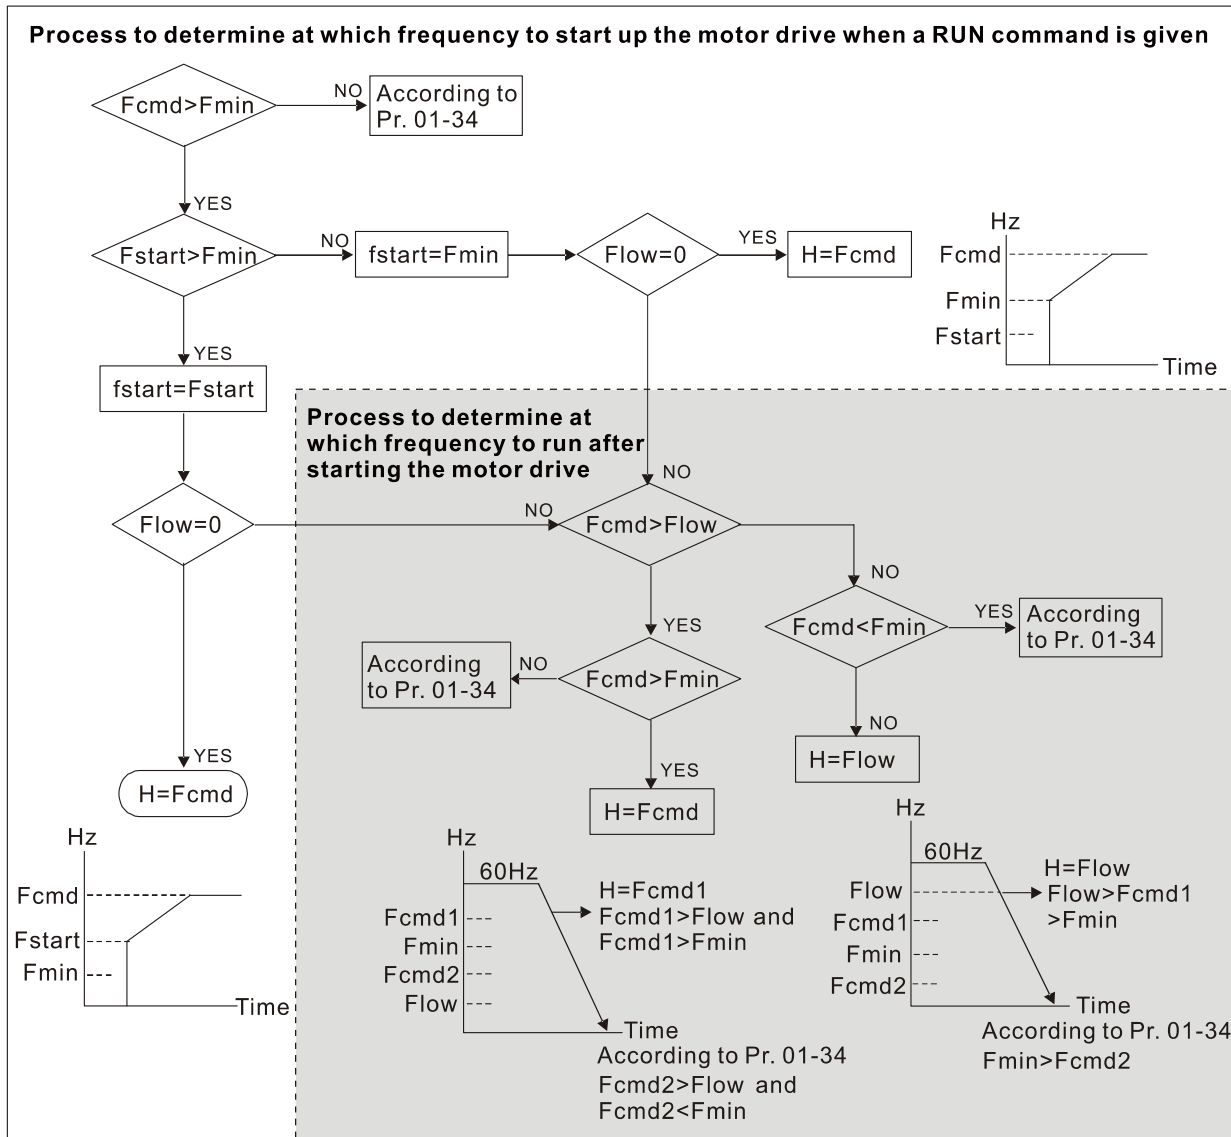 Process to determine at which frequency to start up the motor drive when a RUN command is given
Fcmd>Fmin
NO
According to
Pr. 01-34
YES
Fstart>Fmin
NO
fstart=Fmin
Flow=0
YES
H=Fcmd
Hz
Fcmd
Fmin
Fstart
Time
YES
fstart=Fstart
Process to determine at
which frequency to run after
starting the motor drive
NO
Flow=0
NO
Fcmd>Flow
NO
YES
Fcmd<Fmin
YES
According
to Pr. 01-34
According
to Pr. 01-34
NO
Fcmd>Fmin
NO
H=Flow
YES
H=Fcmd
YES
H=Fcmd
Hz
Fcmd
Fstart
Fmin
Time
Hz
60Hz
Fcmd1
Fmin
Fcmd2
Flow
H=Fcmd1
Fcmd1>Flow and
Fcmd1>Fmin
Time
According to Pr. 01-34
Fcmd2>Flow and
Fcmd2<Fmin
Hz
60Hz
Flow
Fcmd1
Fmin
Fcmd2
H=Flow
Flow>Fcmd1
>Fmin
Time
According to Pr. 01-34
Fmin>Fcmd2